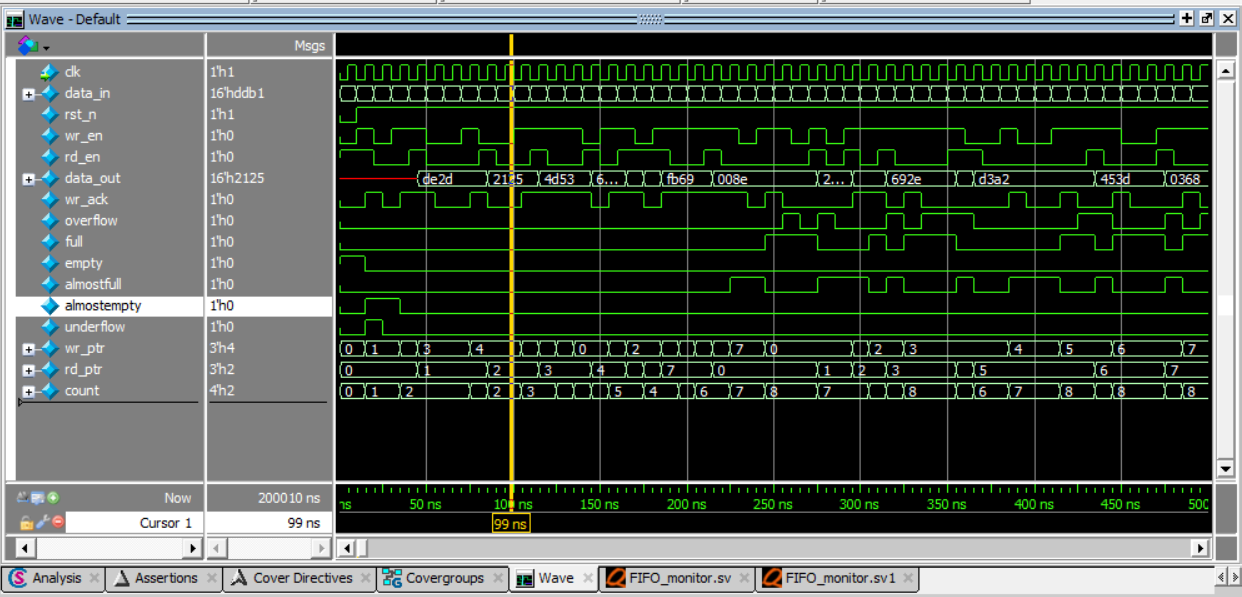 Wave - Default
Msgs
clk 1'h1
data_in 16'hddb1
rst_n 1'h1
wr_en 1'h0
rd_en 1'h0
data_out 16'h2125 de2d 2125 4d53 6... fb69 008e 2... 692e d3a2 453d 0368
wr_ack 1'h0
overflow 1'h0
full 1'h0
empty 1'h0
almostfull 1'h0
almostempty 1'h0
underflow 1'h0
wr_ptr 3'h4 0 1 3 4 0 2 7 0 2 3 4 5 6 7
rd_ptr 3'h2 0 1 2 3 4 7 0 1 2 3 5 6 7
count 4'h2 0 1 2 2 3 5 4 6 7 8 7 8 6 7 8 8 8
Now 200010 ns ns 50 ns 100 ns 150 ns 200 ns 250 ns 300 ns 350 ns 400 ns 450 ns 500
Cursor 1 99 ns 99 ns
Analysis Assertions Cover Directives Covergroups Wave FIFO_monitor.sv FIFO_monitor.sv1